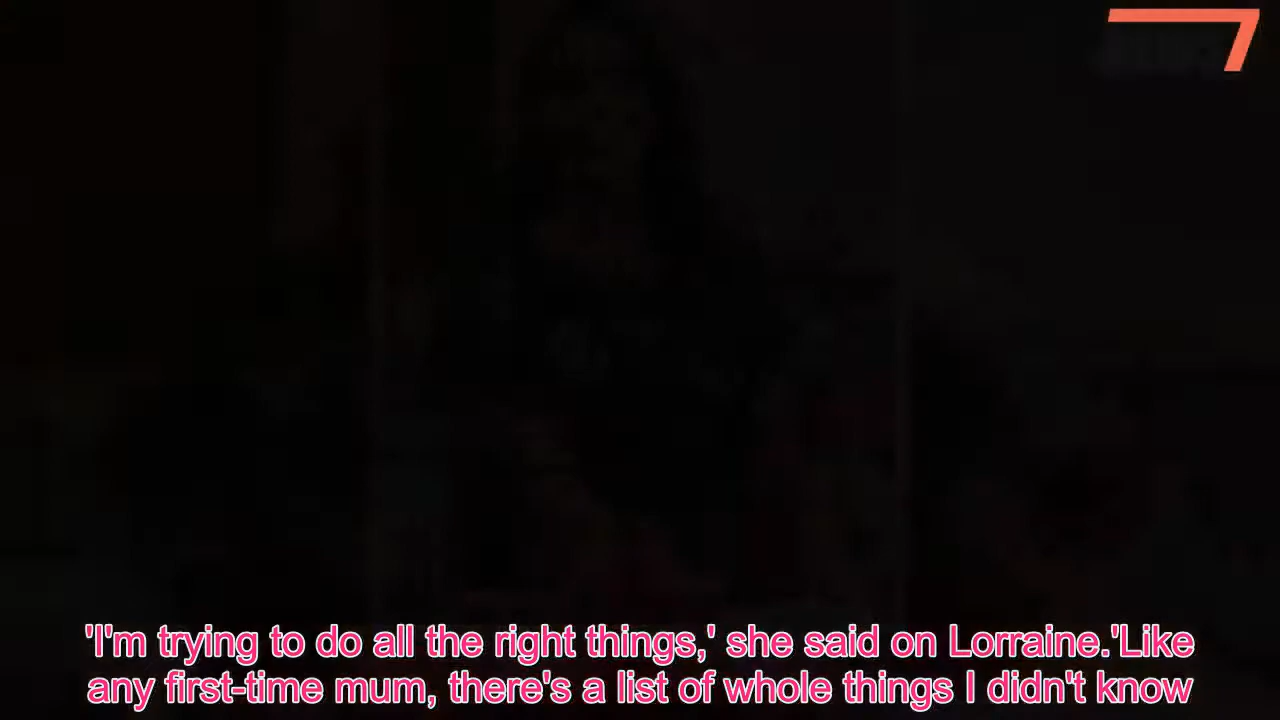 'I'm trying to do all the right things,' she said on Lorraine.'Like
any first-time mum, there's a list of whole things I didn't know